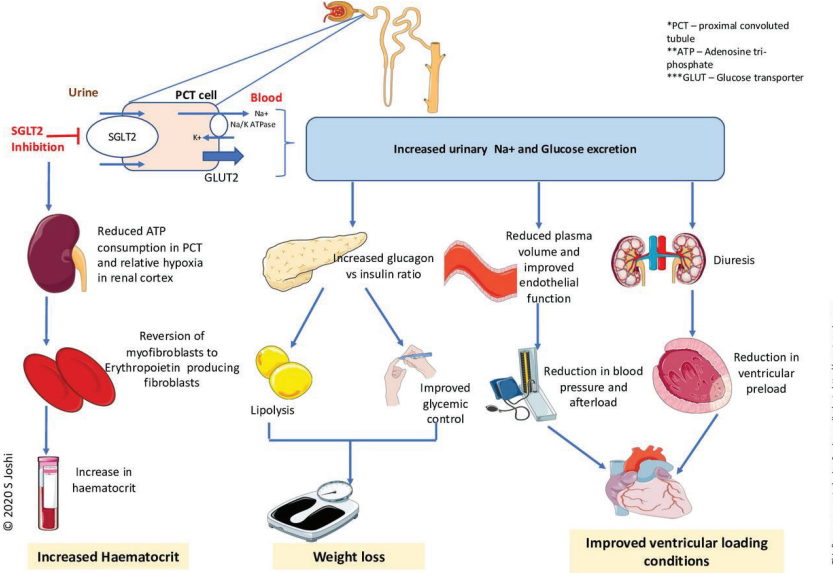 *PCT – proximal convoluted
tubule
**ATP – Adenosine tri-
phosphate
***GLUT – Glucose transporter
Urine
PCT cell
Blood
Na+
Na/K ATPase
K+
SGLT2
Inhibition
SGLT2
GLUT2
Increased urinary Na+ and Glucose excretion
Reduced ATP
consumption in PCT
and relative hypoxia
in renal cortex
Increased glucagon
vs insulin ratio
Reduced plasma
volume and
improved
endothelial
function
Diuresis
Reversion of
myofibroblasts to
Erythropoietin producing
fibroblasts
Lipolysis
Improved
glycemic
control
Reduction in blood
pressure and
afterload
Reduction in
ventricular
preload
Increase in
haematocrit
© 2020 S Joshi
Increased Haematocrit
Weight loss
Improved ventricular loading
conditions